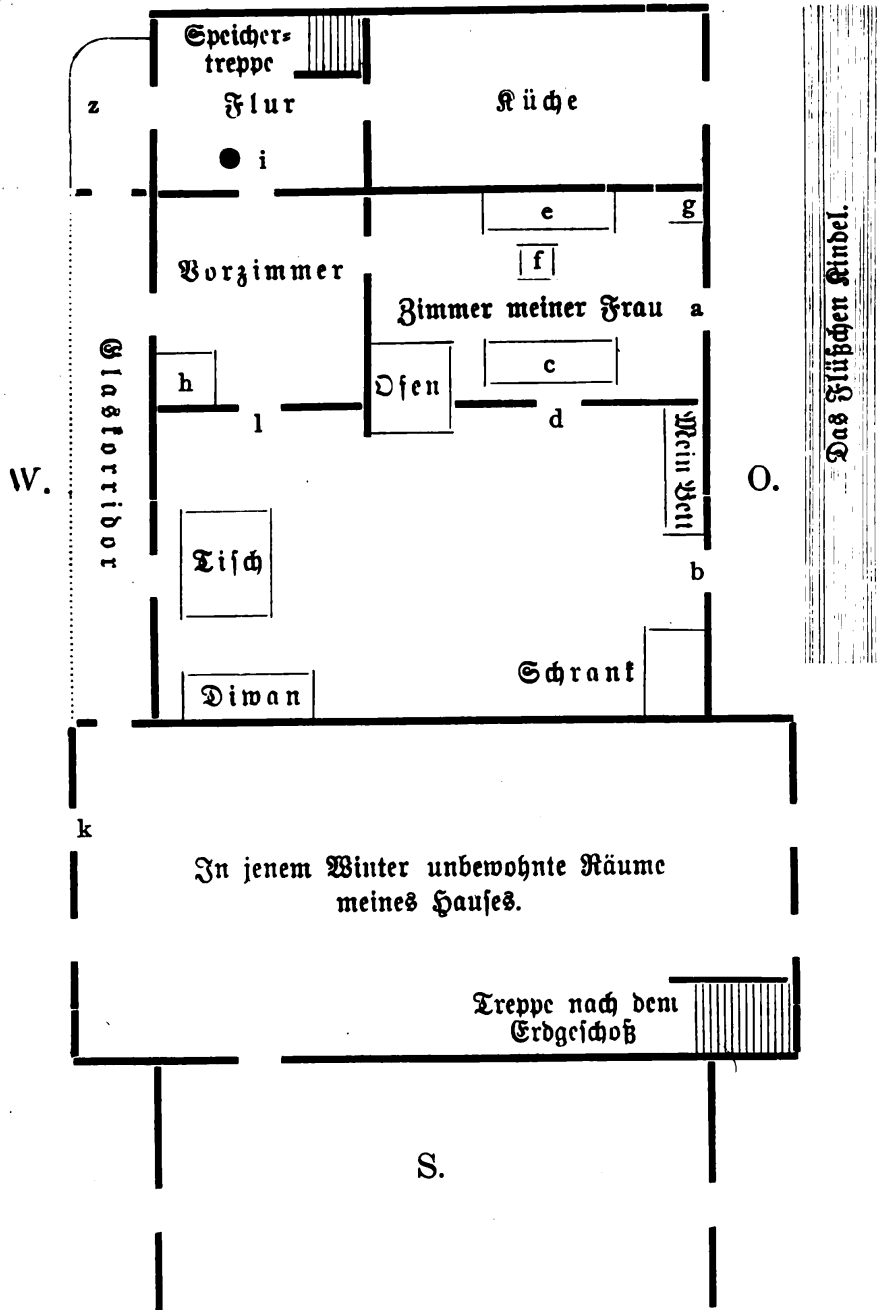 Speicher-
treppe
z
Flur
Küche
i
e
g
f
Vorzimmer
Zimmer meiner Frau
a
h
Ofen
c
l
d
Glaskorridor
Mein Bett
W.
O.
Das Flüßchen Kindel.
Tisch
b
Schrank
Diwan
k
In jenem Winter unbewohnte Räume
meines Hauses.
Treppe nach dem
Erdgeschoß
S.